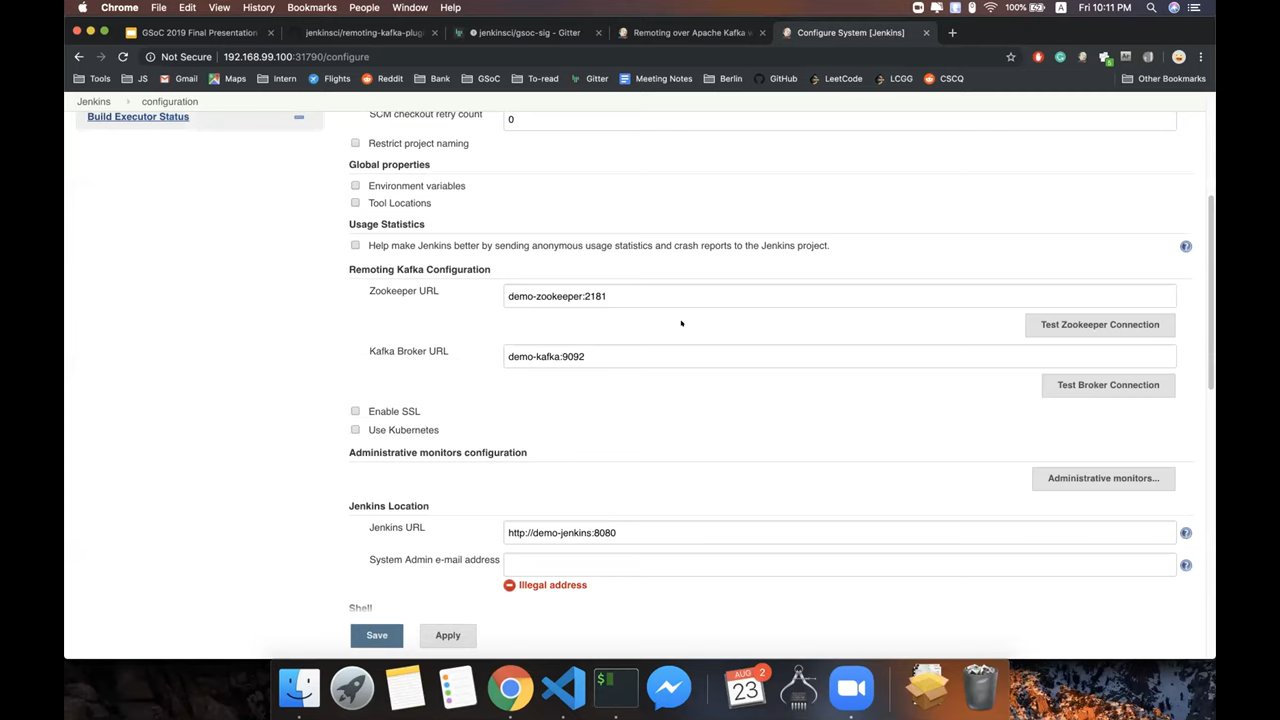 Chrome File Edit View History Bookmarks People Window Help 100% Fri 10:11 PM
GSoC 2019 Final Presentation jenkinsci/remoting-kafka-plug jenkinsci/gsoc-sig - Gitter Remoting over Apache Kafka w Configure System [Jenkins]
Not Secure 192.168.99.100:31790/configure
Tools JS Gmail Maps Intern Flights Reddit Bank GSoC To-read Gitter Meeting Notes Berlin GitHub LeetCode LCGG CSCQ Other Bookmarks
Jenkins configuration
Build Executor Status
SCM checkout retry count 0
Restrict project naming
Global properties
Environment variables
Tool Locations
Usage Statistics
Help make Jenkins better by sending anonymous usage statistics and crash reports to the Jenkins project.
Remoting Kafka Configuration
Zookeeper URL demo-zookeeper:2181
Test Zookeeper Connection
Kafka Broker URL demo-kafka:9092
Test Broker Connection
Enable SSL
Use Kubernetes
Administrative monitors configuration
Administrative monitors...
Jenkins Location
Jenkins URL http://demo-jenkins:8080
System Admin e-mail address
Illegal address
Shell
Save Apply
AUG 2
23